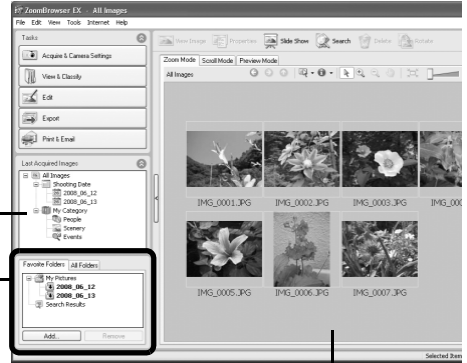 ZoomBrowser EX - All Images
File Edit View Tools Internet Help
Tasks
Acquire & Camera Settings
View & Classify
Edit
Export
Print & Email
Last Acquired Images
All Images
Shooting Date
2008_06_12
2008_06_13
My Category
People
Scenery
Events
Favorite Folders All Folders
My Pictures
2008_06_12
2008_06_13
Search Results
Add... Remove
View Image Properties Slide Show Search Delete Rotate
Zoom Mode Scroll Mode Preview Mode
All Images
IMG_0001.JPG IMG_0002.JPG IMG_0003.JPG IMG_000
IMG_0005.JPG IMG_0006.JPG IMG_0007.JPG
Selected Item